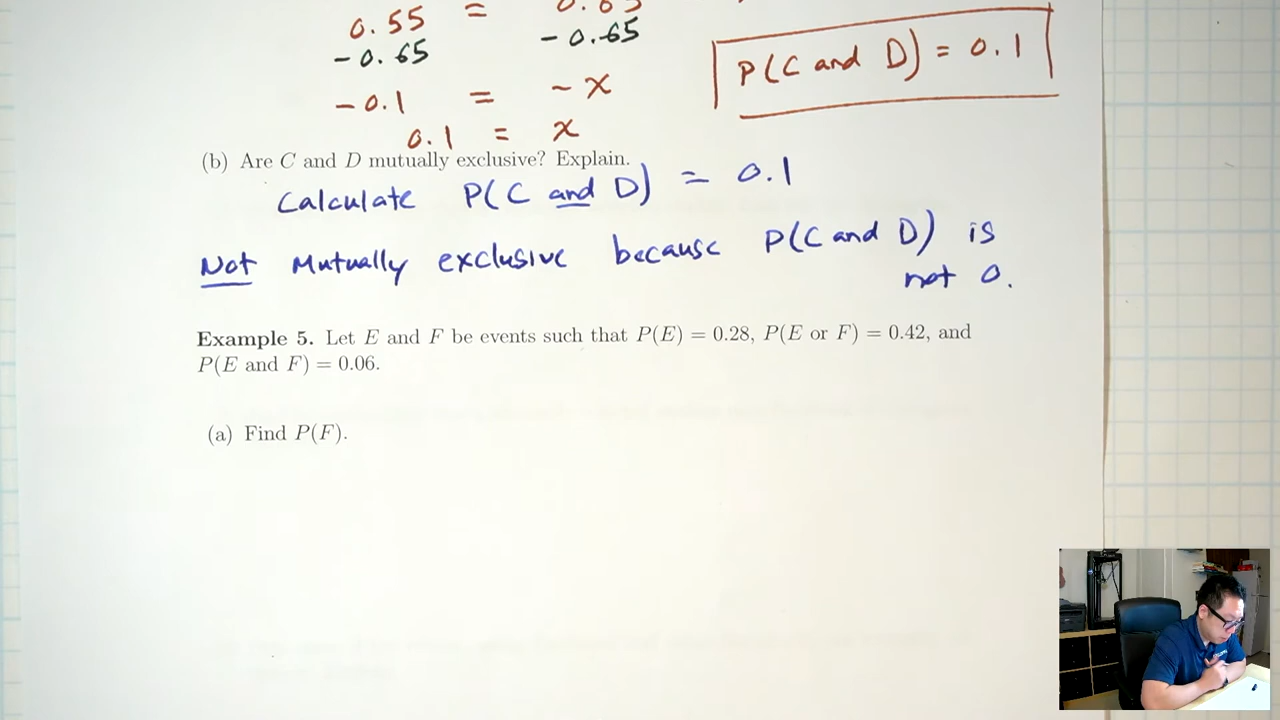 0.55 = 0.65
- 0.65 - 0.65
- 0.1 = - x
0.1 = x
P(C and D) = 0.1
(b) Are C and D mutually exclusive? Explain.
Calculate P(C and D) = 0.1
Not Mutually exclusive because P(C and D) is
not 0.
Example 5. Let E and F be events such that P(E) = 0.28, P(E or F) = 0.42, and
P(E and F) = 0.06.
(a) Find P(F).